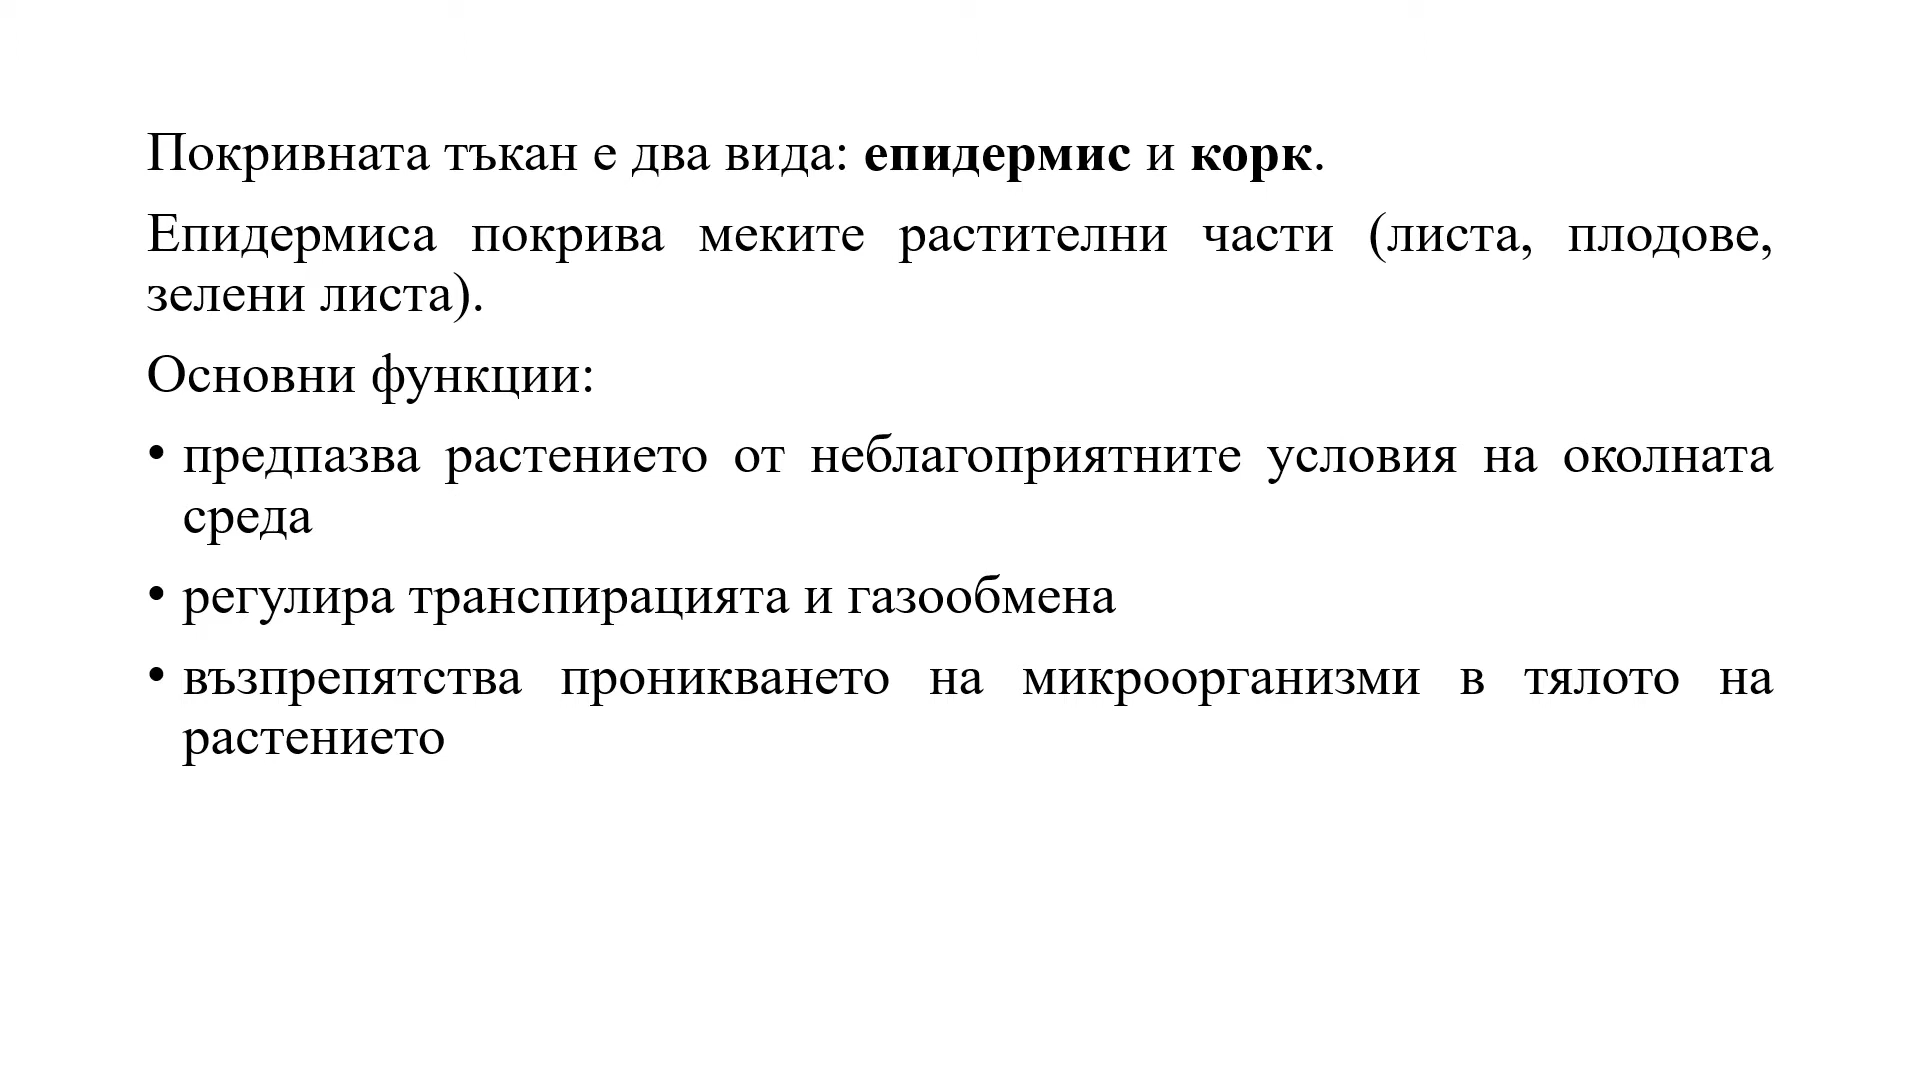 Покривната тъкан е два вида: епидермис и корк.
Епидермиса покрива меките растителни части (листа, плодове,
зелени листа).
Основни функции:
• предпазва растението от неблагоприятните условия на околната
среда
• регулира транспирацията и газообмена
• възпрепятства проникването на микроорганизми в тялото на
растението